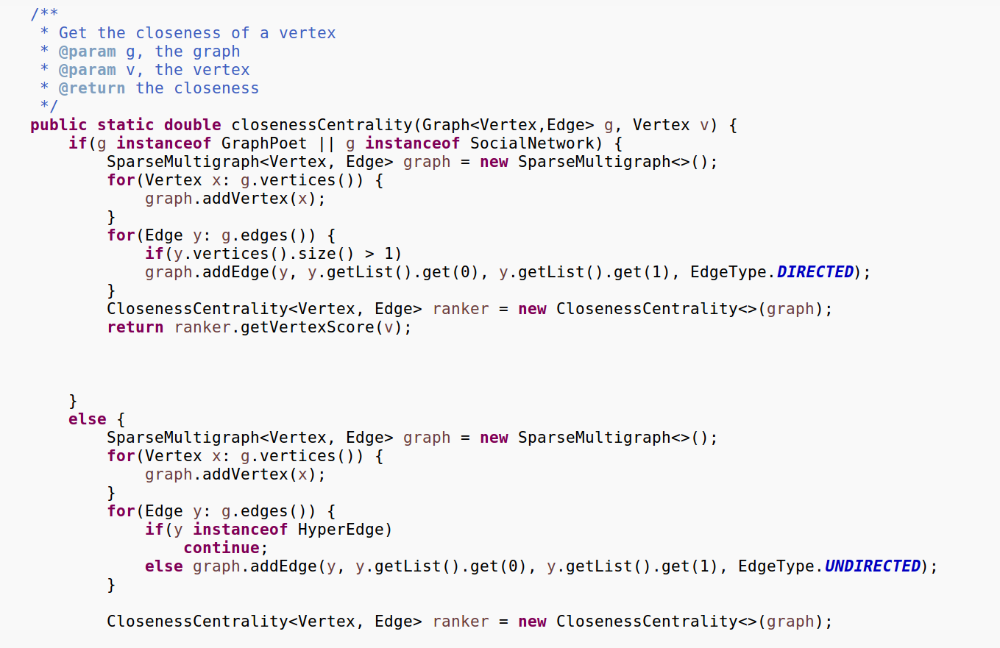 /**
 * Get the closeness of a vertex
 * @param g, the graph
 * @param v, the vertex
 * @return the closeness
 */
public static double closenessCentrality(Graph<Vertex,Edge> g, Vertex v) {
    if(g instanceof GraphPoet || g instanceof SocialNetwork) {
        SparseMultigraph<Vertex, Edge> graph = new SparseMultigraph<>();
        for(Vertex x: g.vertices()) {
            graph.addVertex(x);
        }
        for(Edge y: g.edges()) {
            if(y.vertices().size() > 1)
            graph.addEdge(y, y.getList().get(0), y.getList().get(1), EdgeType.DIRECTED);
        }
        ClosenessCentrality<Vertex, Edge> ranker = new ClosenessCentrality<>(graph);
        return ranker.getVertexScore(v);
    }
    else {
        SparseMultigraph<Vertex, Edge> graph = new SparseMultigraph<>();
        for(Vertex x: g.vertices()) {
            graph.addVertex(x);
        }
        for(Edge y: g.edges()) {
            if(y instanceof HyperEdge)
                continue;
            else graph.addEdge(y, y.getList().get(0), y.getList().get(1), EdgeType.UNDIRECTED);
        }
        ClosenessCentrality<Vertex, Edge> ranker = new ClosenessCentrality<>(graph);